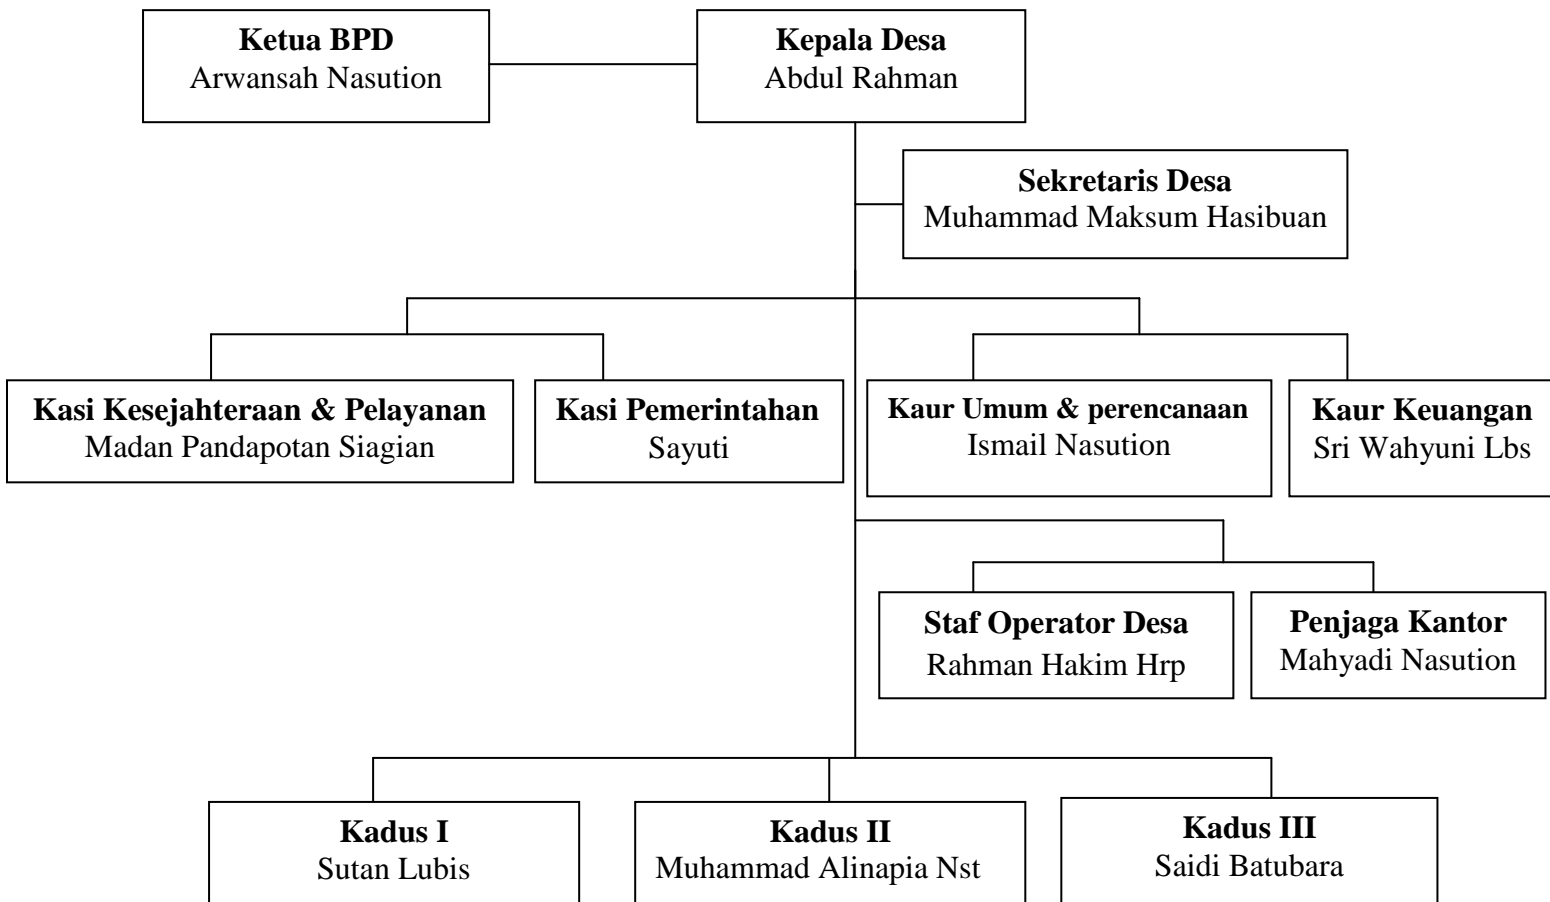 Ketua BPD
Arwansah Nasution
Kepala Desa
Abdul Rahman
Sekretaris Desa
Muhammad Maksum Hasibuan
Kasi Kesejahteraan & Pelayanan
Madan Pandapotan Siagian
Kasi Pemerintahan
Sayuti
Kaur Umum & perencanaan
Ismail Nasution
Kaur Keuangan
Sri Wahyuni Lbs
Staf Operator Desa
Rahman Hakim Hrp
Penjaga Kantor
Mahyadi Nasution
Kadus I
Sutan Lubis
Kadus II
Muhammad Alinapia Nst
Kadus III
Saidi Batubara